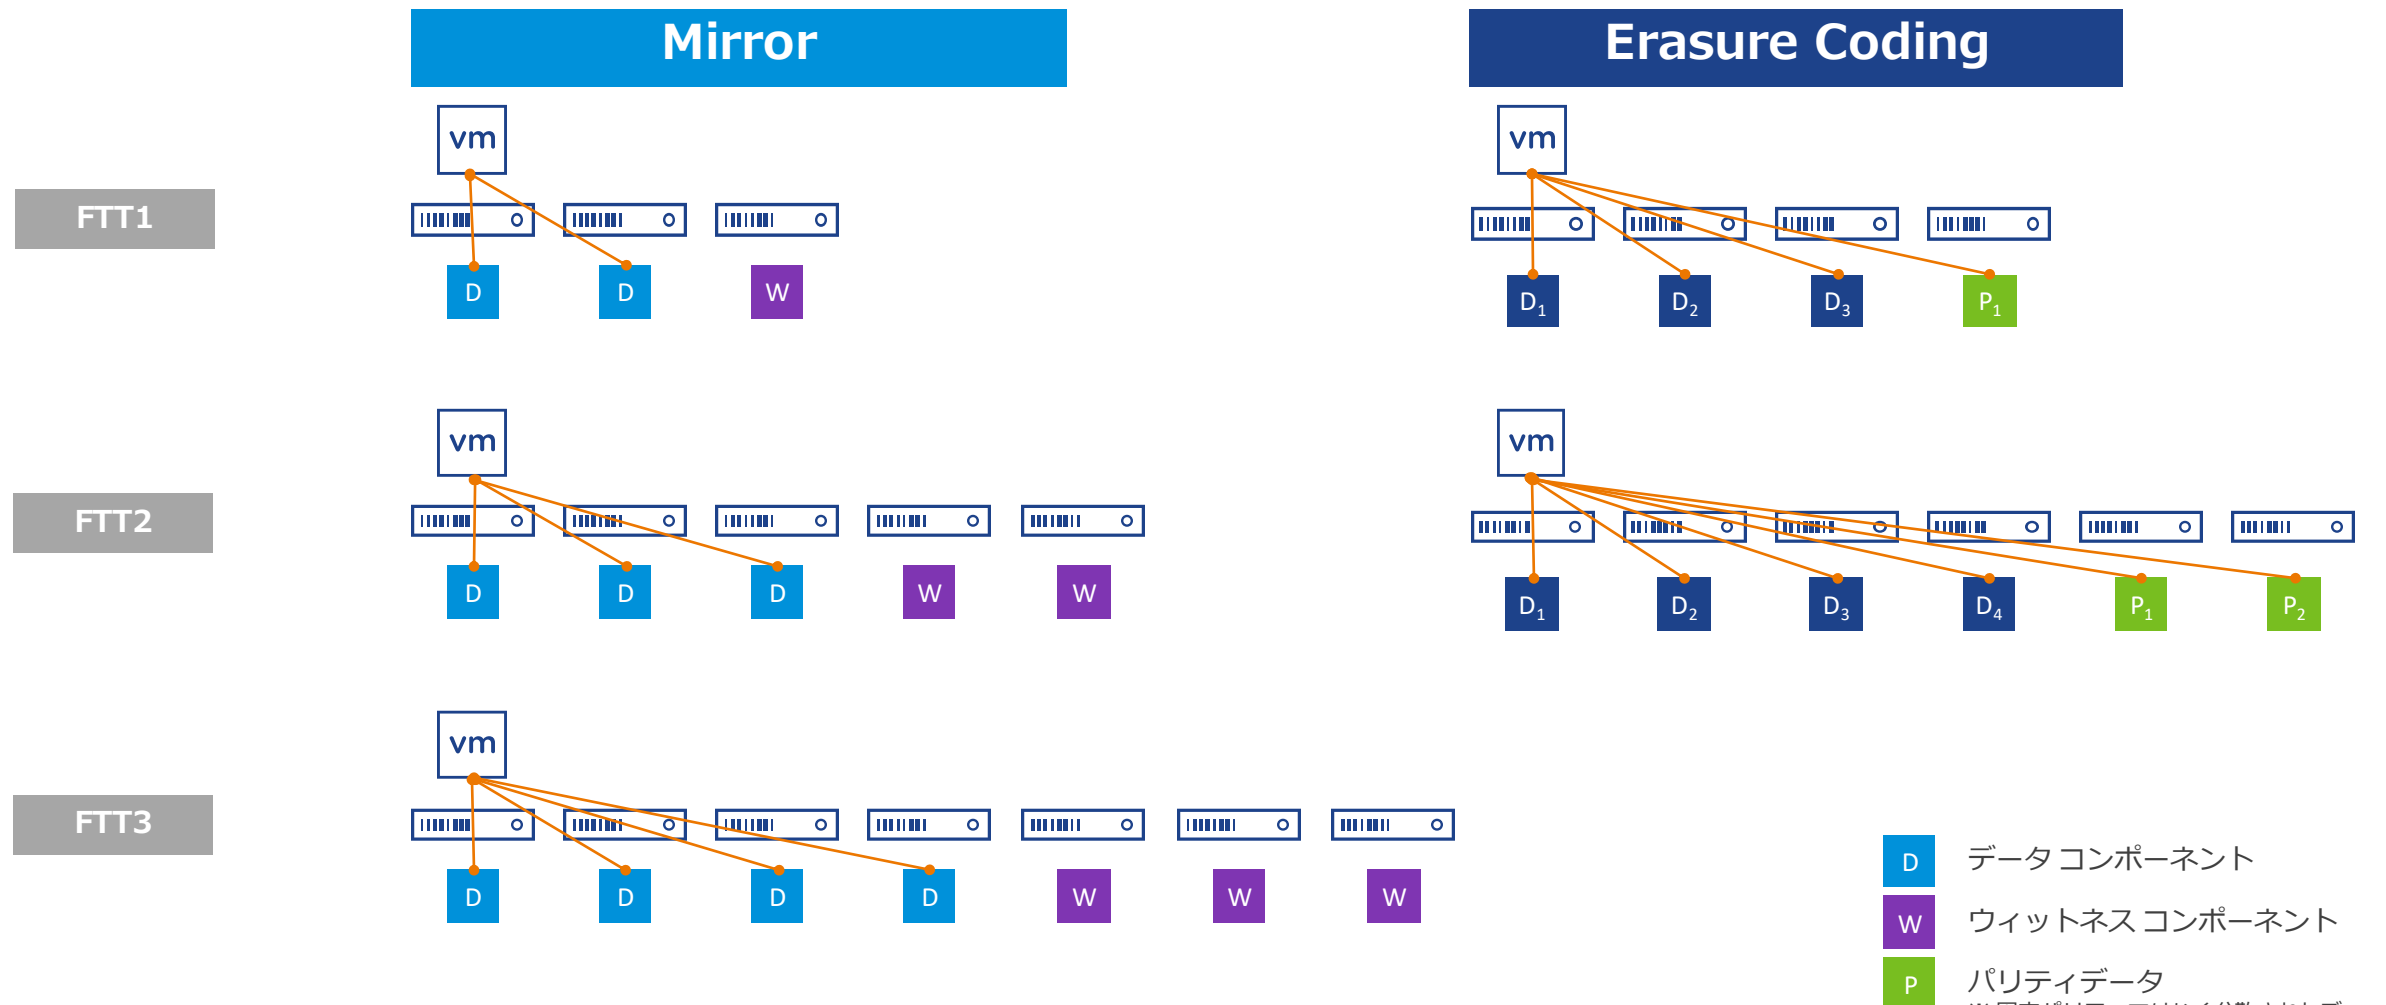 Mirror
Erasure Coding
vm
vm
FTT1
D
D
W
D1
D2
D3
P1
vm
vm
FTT2
D
D
D
W
W
D1
D2
D3
D4
P1
P2
vm
FTT3
D
D
D
D
W
W
W
D データ コンポーネント
W ウィットネス コンポーネント
P パリティデータ